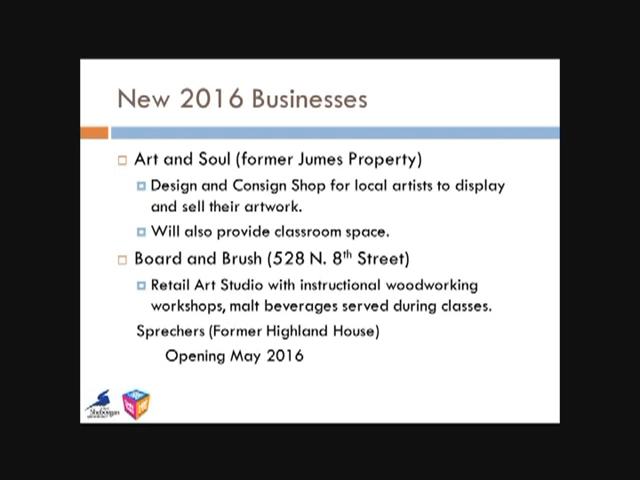 New 2016 Businesses
Art and Soul (former Jumes Property)
Design and Consign Shop for local artists to display
and sell their artwork.
Will also provide classroom space.
Board and Brush (528 N. 8th Street)
Retail Art Studio with instructional woodworking
workshops, malt beverages served during classes.
Sprechers (Former Highland House)
Opening May 2016
Sheboygan